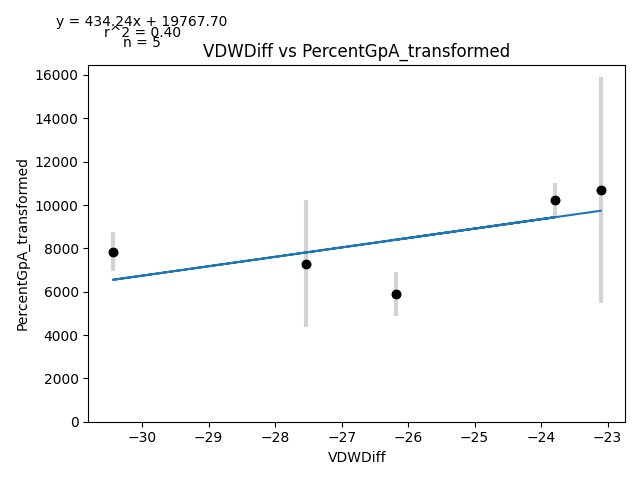 y = 434.24x + 19767.70
r^2 = 0.40
n = 5
VDWDiff vs PercentGpA_transformed
PercentGpA_transformed
16000
14000
12000
10000
8000
6000
4000
2000
0
−30
−29
−28
−27
−26
−25
−24
−23
VDWDiff